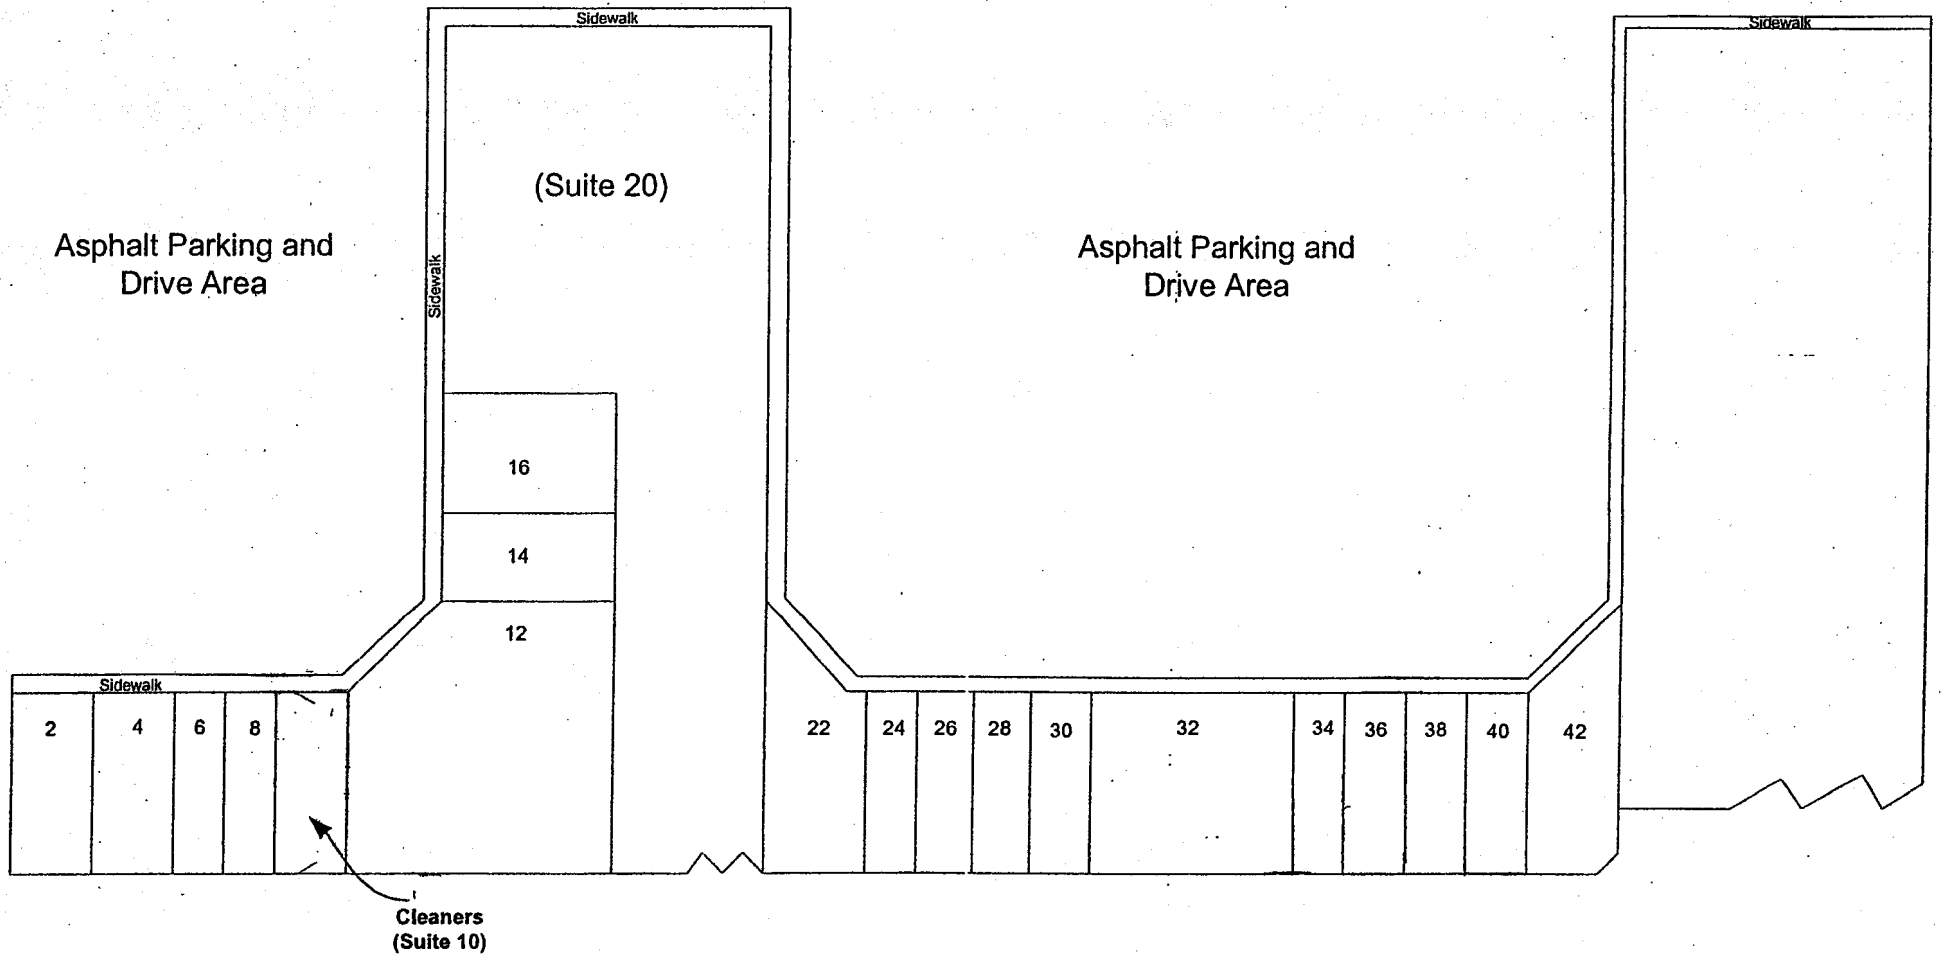 Sidewalk
Sidewalk
(Suite 20)
Asphalt Parking and
Drive Area
Asphalt Parking and
Drive Area
Sidewalk
16
14
12
Sidewalk
2
4
6
8
22
24
26
28
30
32
34
36
38
40
42
Cleaners
(Suite 10)